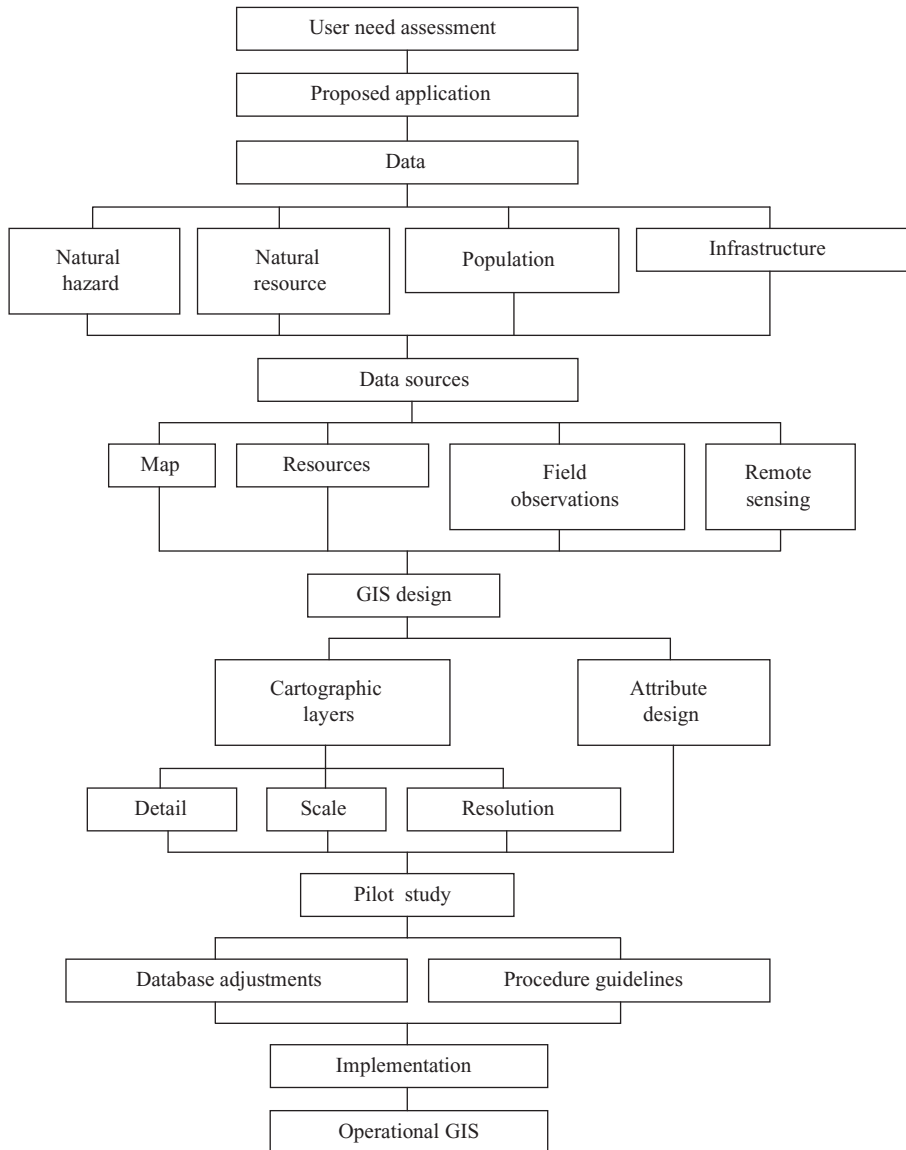 User need assessment
Proposed application
Data
Natural
hazard
Natural
resource
Population
Infrastructure
Data sources
Map
Resources
Field
observations
Remote
sensing
GIS design
Cartographic
layers
Attribute
design
Detail
Scale
Resolution
Pilot study
Database adjustments
Procedure guidelines
Implementation
Operational GIS